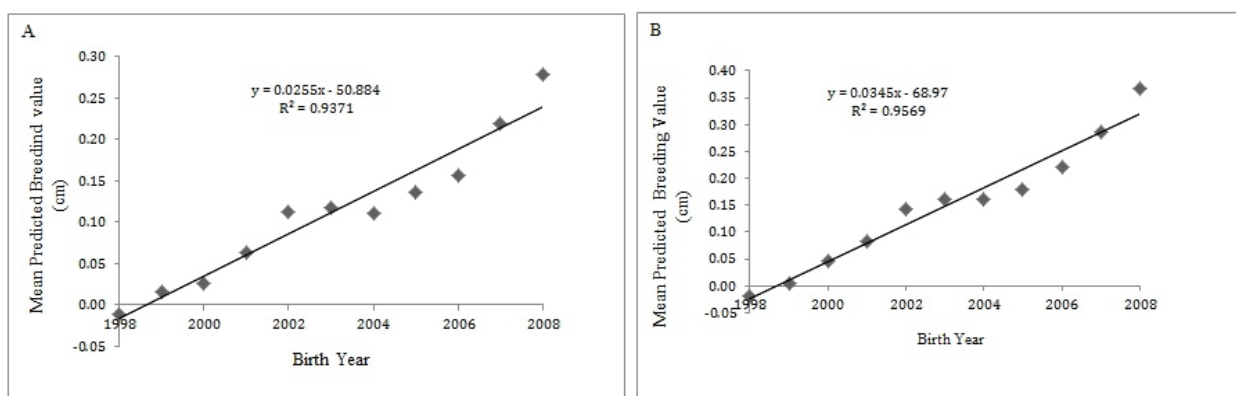 A
Mean Predicted Breedind value
(cm)
0.30
0.25
0.20
0.15
0.10
0.05
0.00
-0.05
y = 0.0255x - 50.884
R² = 0.9371
1998
2000
2002
2004
2006
2008
Birth Year
B
Mean Predicted Breeding Value
(cm)
0.40
0.35
0.30
0.25
0.20
0.15
0.10
0.05
0.00
-0.05
y = 0.0345x - 68.97
R² = 0.9569
1998
2000
2002
2004
2006
2008
Birth Year